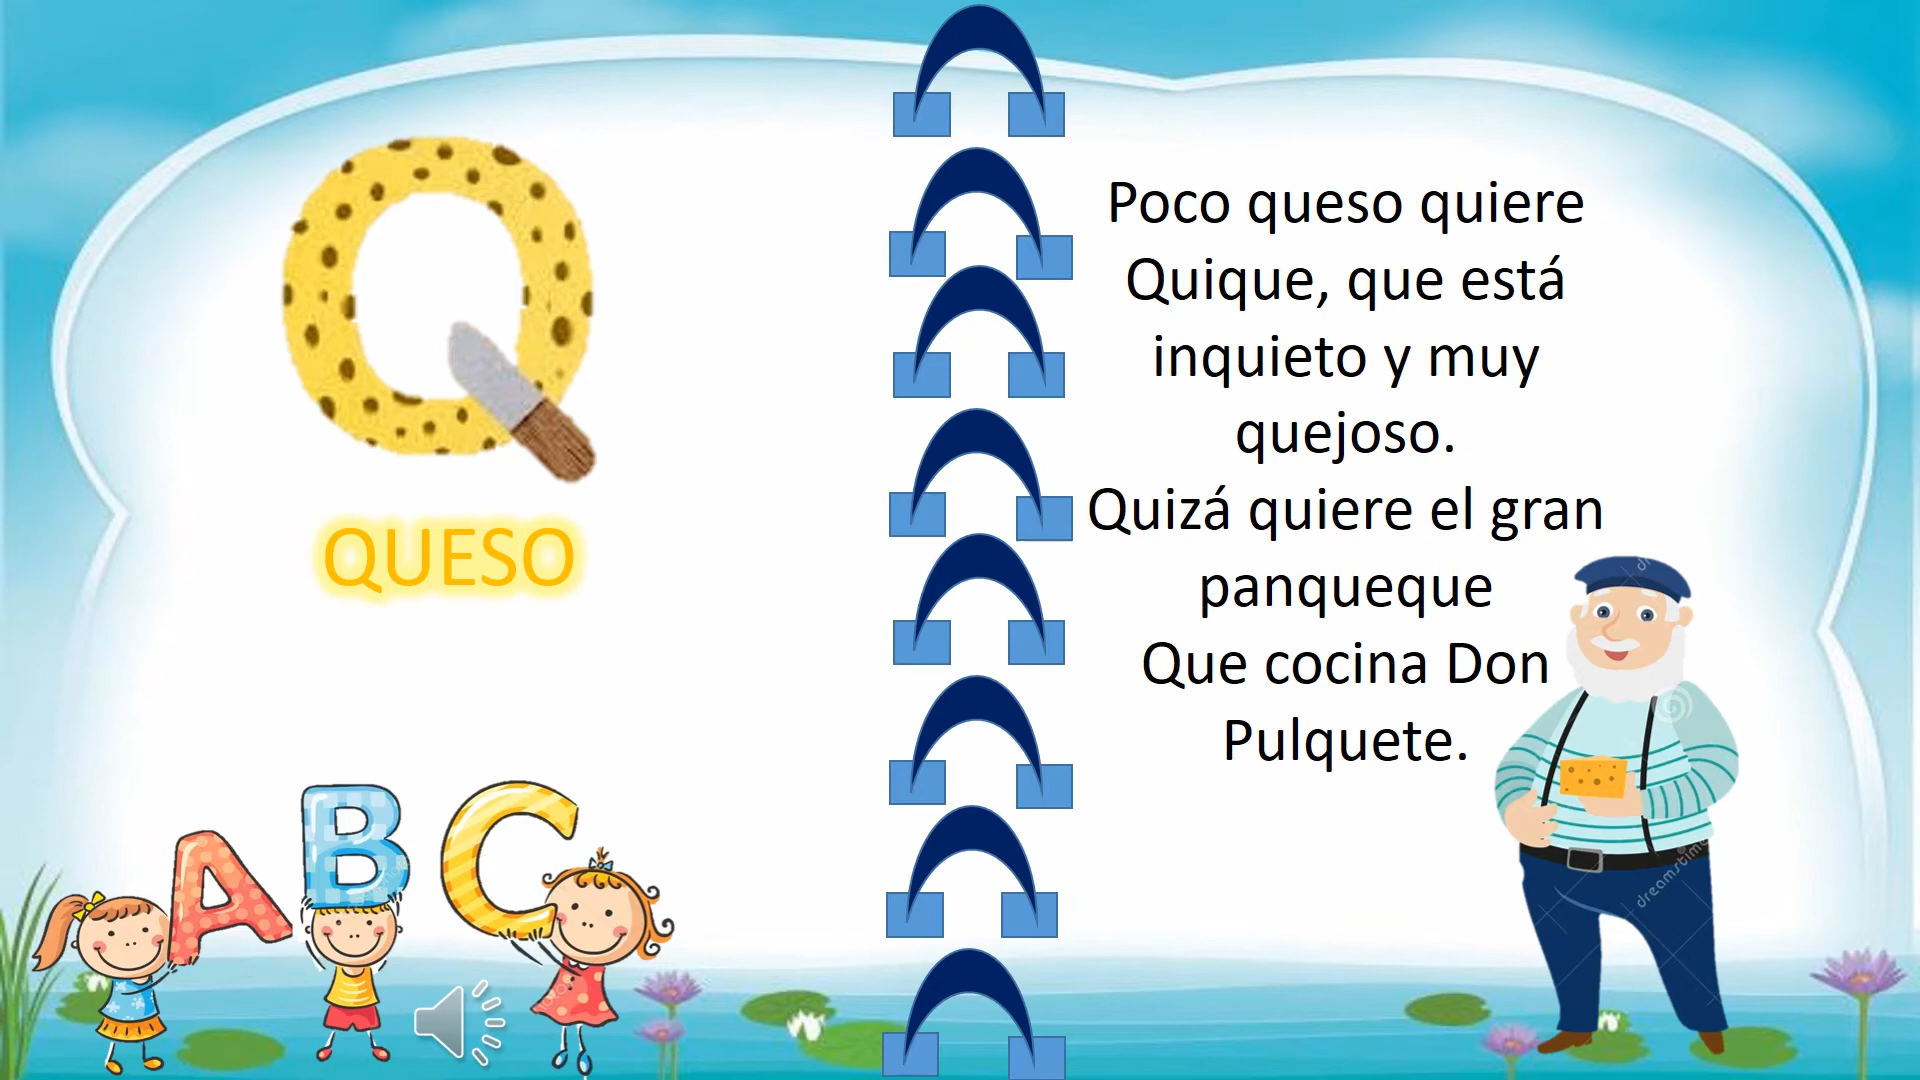 Q
QUESO
A B C
Poco queso quiere
Quique, que está
inquieto y muy
quejoso.
Quizá quiere el gran
panqueque
Que cocina Don
Pulquete.
dreamstime